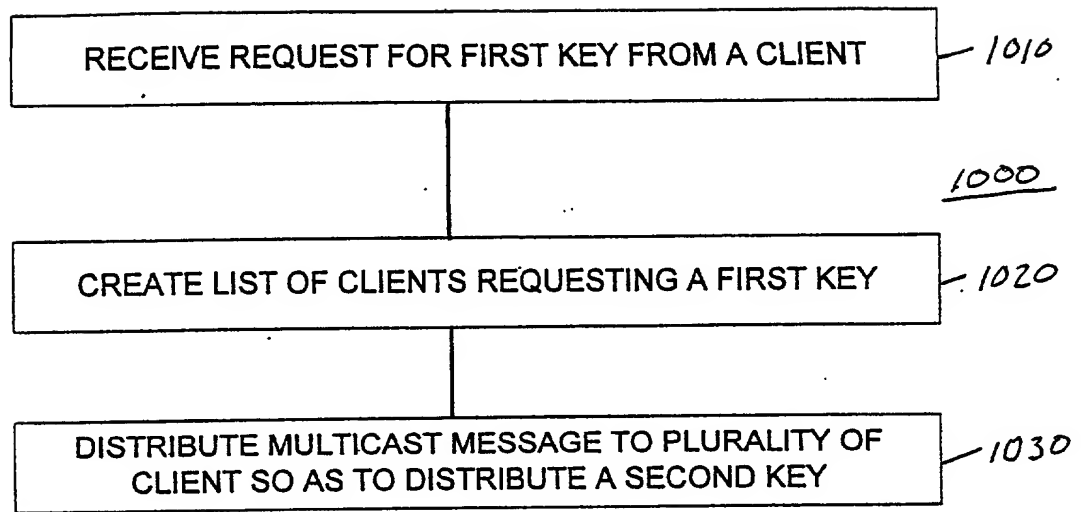 RECEIVE REQUEST FOR FIRST KEY FROM A CLIENT
1010
1000
CREATE LIST OF CLIENTS REQUESTING A FIRST KEY
1020
DISTRIBUTE MULTICAST MESSAGE TO PLURALITY OF
CLIENT SO AS TO DISTRIBUTE A SECOND KEY
1030